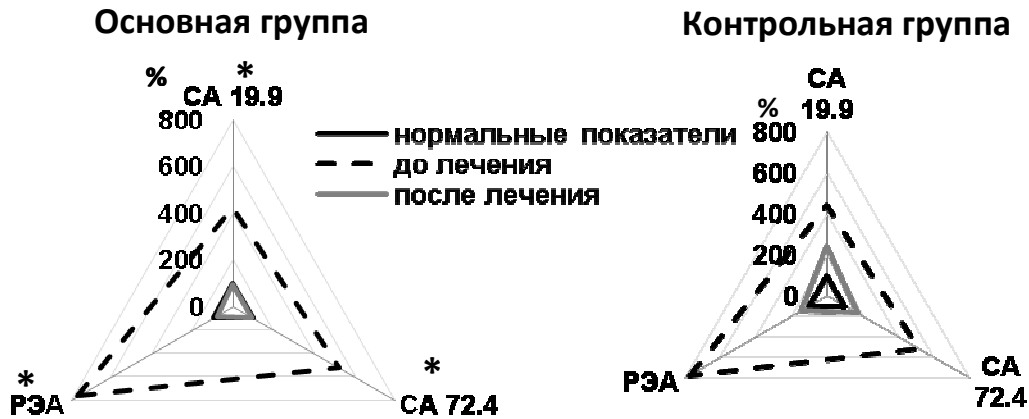 Основная группа
Контрольная группа
*
%
СА 19.9
800
600
400
200
0
*
РЭА
*
СА 72.4
нормальные показатели
до лечения
после лечения
СА
19.9
%
800
600
400
200
0
РЭА
СА
72.4